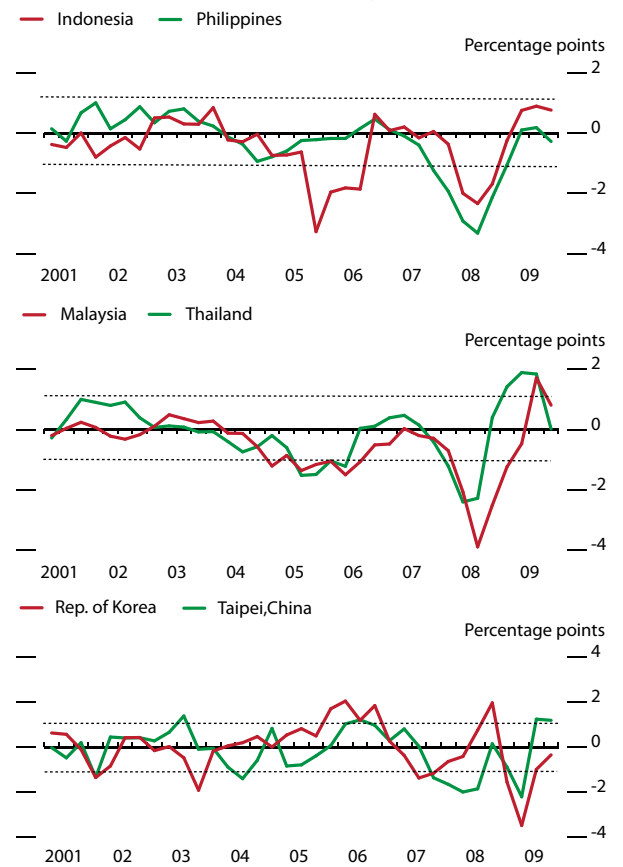 Indonesia Philippines
Percentage points
2
0
-2
-4
2001 02 03 04 05 06 07 08 09
Malaysia Thailand
Percentage points
2
0
-2
-4
2001 02 03 04 05 06 07 08 09
Rep. of Korea Taipei,China
Percentage points
4
2
0
-2
-4
2001 02 03 04 05 06 07 08 09